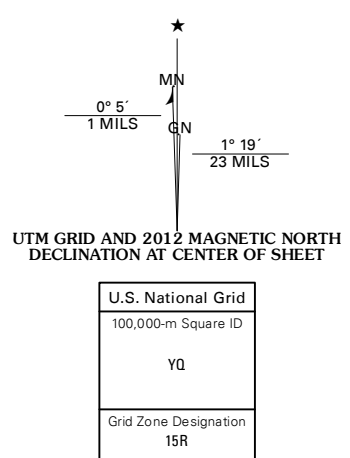 ★
MN
0° 5´
1 MILS
GN
1° 19´
23 MILS
UTM GRID AND 2012 MAGNETIC NORTH
DECLINATION AT CENTER OF SHEET
U.S. National Grid
100,000-m Square ID
YQ
Grid Zone Designation
15R